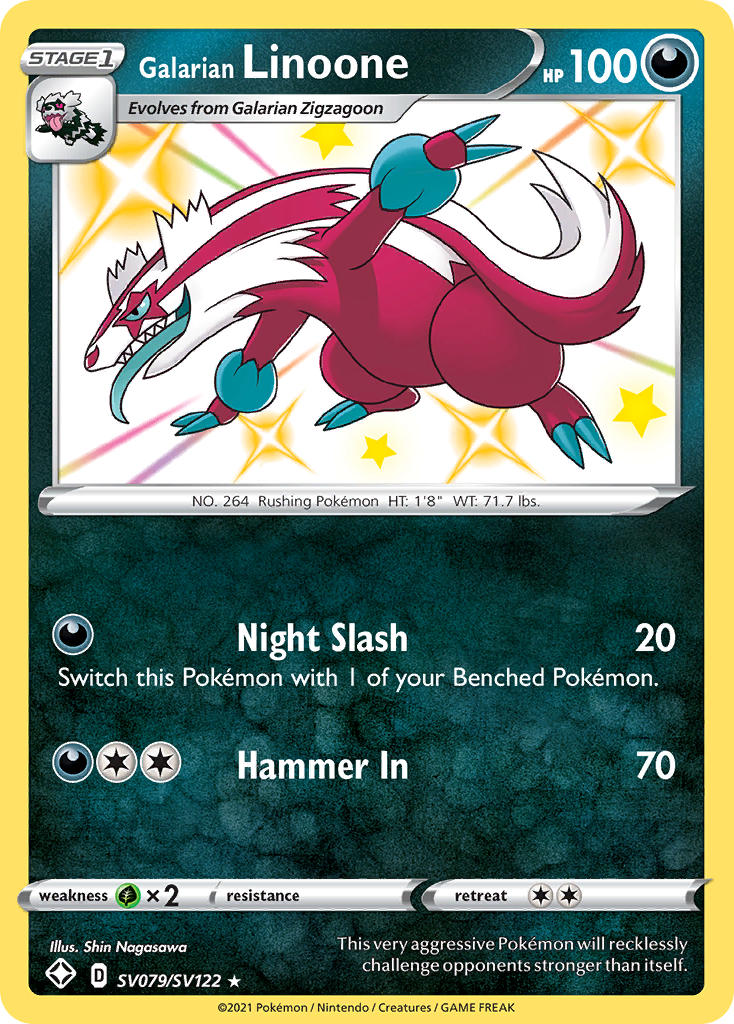 STAGE1
Galarian Linoone
HP 100
Evolves from Galarian Zigzagoon
NO. 264 Rushing Pokémon HT: 1'8" WT: 71.7 lbs.
Night Slash 20
Switch this Pokémon with 1 of your Benched Pokémon.
Hammer In 70
weakness ×2 resistance retreat
Illus. Shin Nagasawa
This very aggressive Pokémon will recklessly
challenge opponents stronger than itself.
D SV079/SV122 ★
©2021 Pokémon / Nintendo / Creatures / GAME FREAK